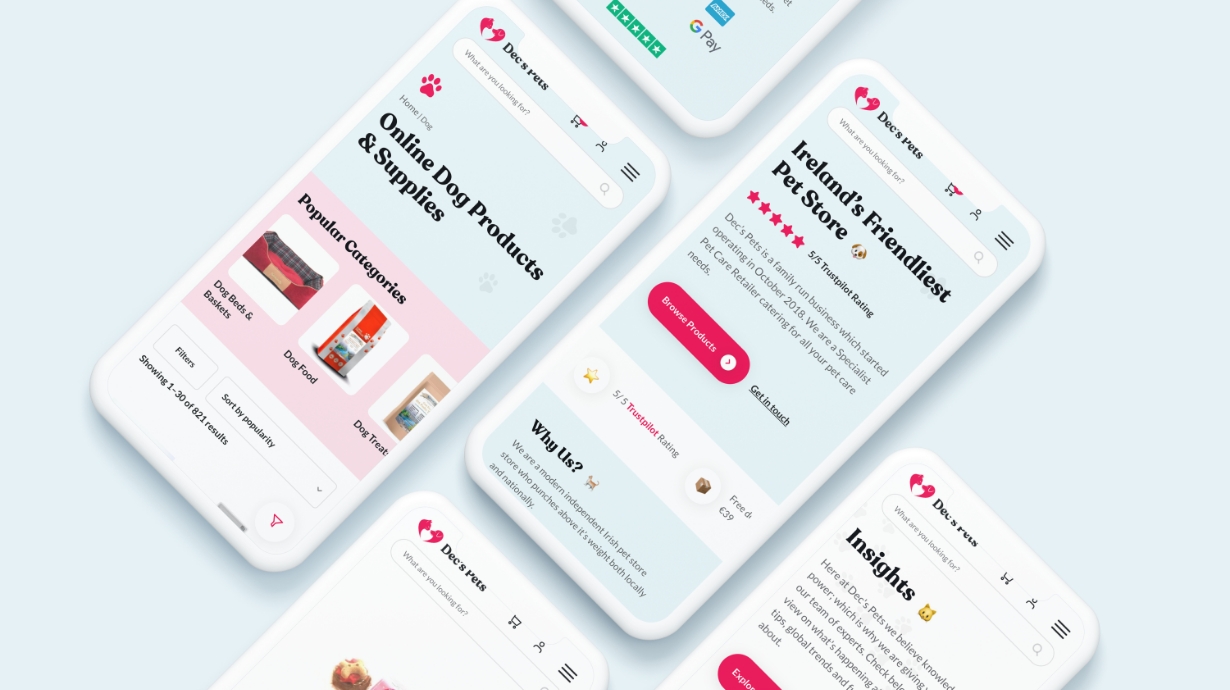 eds.
AMEX
G Pay
Dec's Pets
What are you looking for?
Home | Dog
Online Dog Products
& Supplies
Popular Categories
Dog Beds &
Baskets
Dog Food
Dog Treats
Filters
Sort by popularity
Showing 1-30 of 821 results
Dec's Pets
What are you looking for?
Ireland's Friendliest
Pet Store
5/5 Trustpilot Rating
Dec's Pets is a family run business which started
operating in October 2018. We are a Specialist
Pet Care Retailer catering for all your pet care
needs.
Browse Products
Get in touch
5/5 Trustpilot Rating
Free d
€39
Why Us?
We are a modern independent Irish pet store
store who punches above it's weight both locally
and nationally.
Dec's Pets
What are you looking for?
Dec's Pets
What are you looking for?
Insights
Here at Dec's Pets we believe knowled
power; which is why we are giving
our team of experts. Check bel
view on what's happening a
tips, global trends and f
about.
Explor